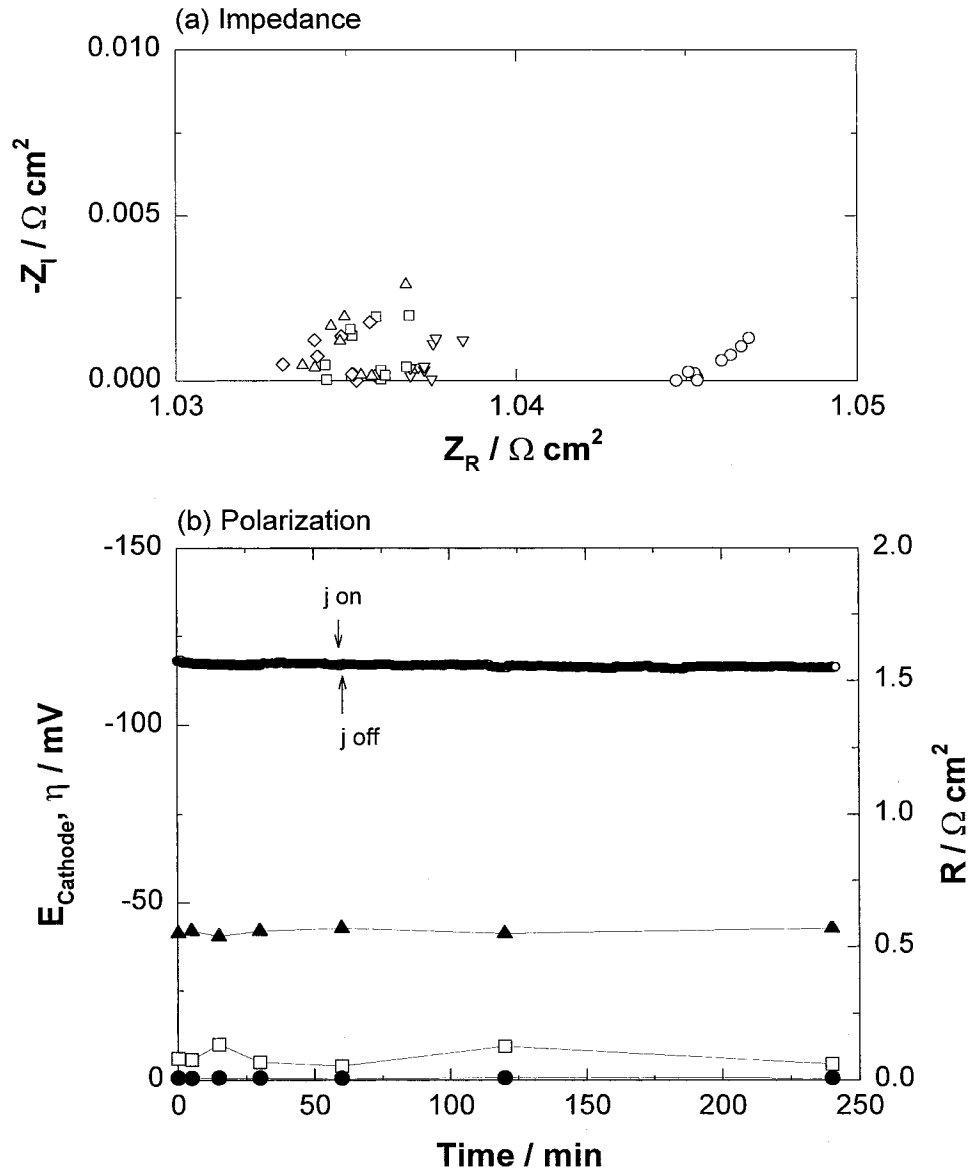 (a) Impedance
0.010
0.005
0.000
-Z_I / Ω cm²
1.03
1.04
1.05
Z_R / Ω cm²
(b) Polarization
-150
-100
-50
0
E_Cathode, η / mV
j on
j off
2.0
1.5
1.0
0.5
0.0
R / Ω cm²
0
50
100
150
200
250
Time / min